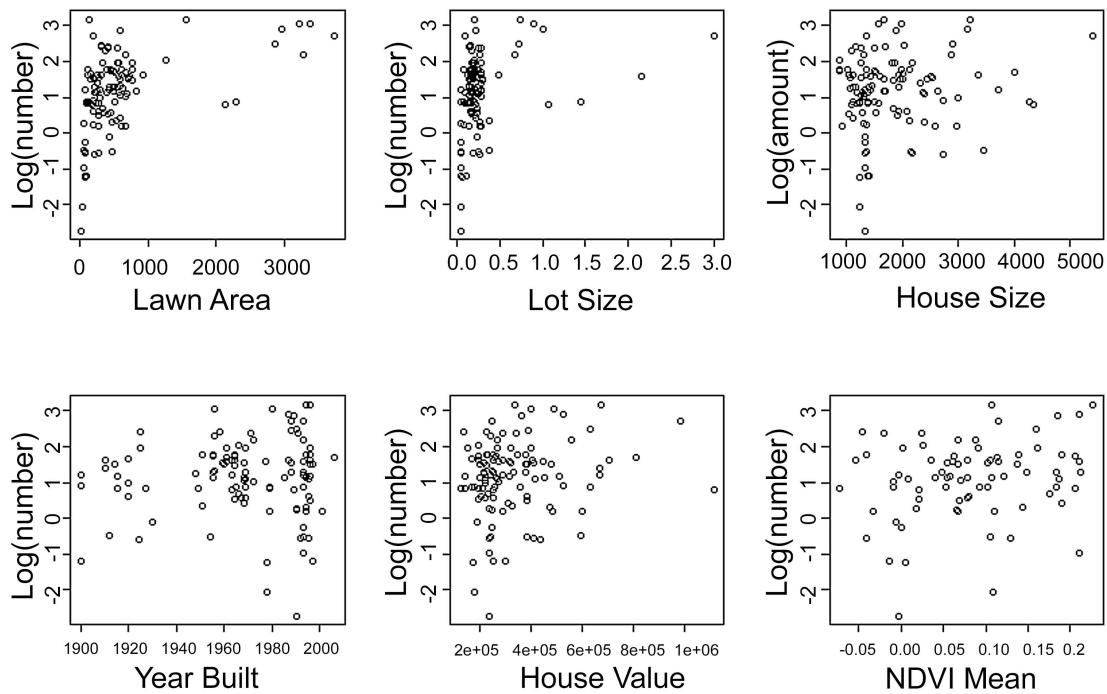 Log(number)
3
2
1
0
-1
-2
0 1000 2000 3000
Lawn Area
Log(number)
3
2
1
0
-1
-2
0.0 0.5 1.0 1.5 2.0 2.5 3.0
Lot Size
Log(amount)
3
2
1
0
-1
-2
1000 2000 3000 4000 5000
House Size
Log(number)
3
2
1
0
-1
-2
1900 1920 1940 1960 1980 2000
Year Built
Log(number)
3
2
1
0
-1
-2
2e+05 4e+05 6e+05 8e+05 1e+06
House Value
Log(number)
3
2
1
0
-1
-2
-0.05 0.00 0.05 0.10 0.15 0.2
NDVI Mean